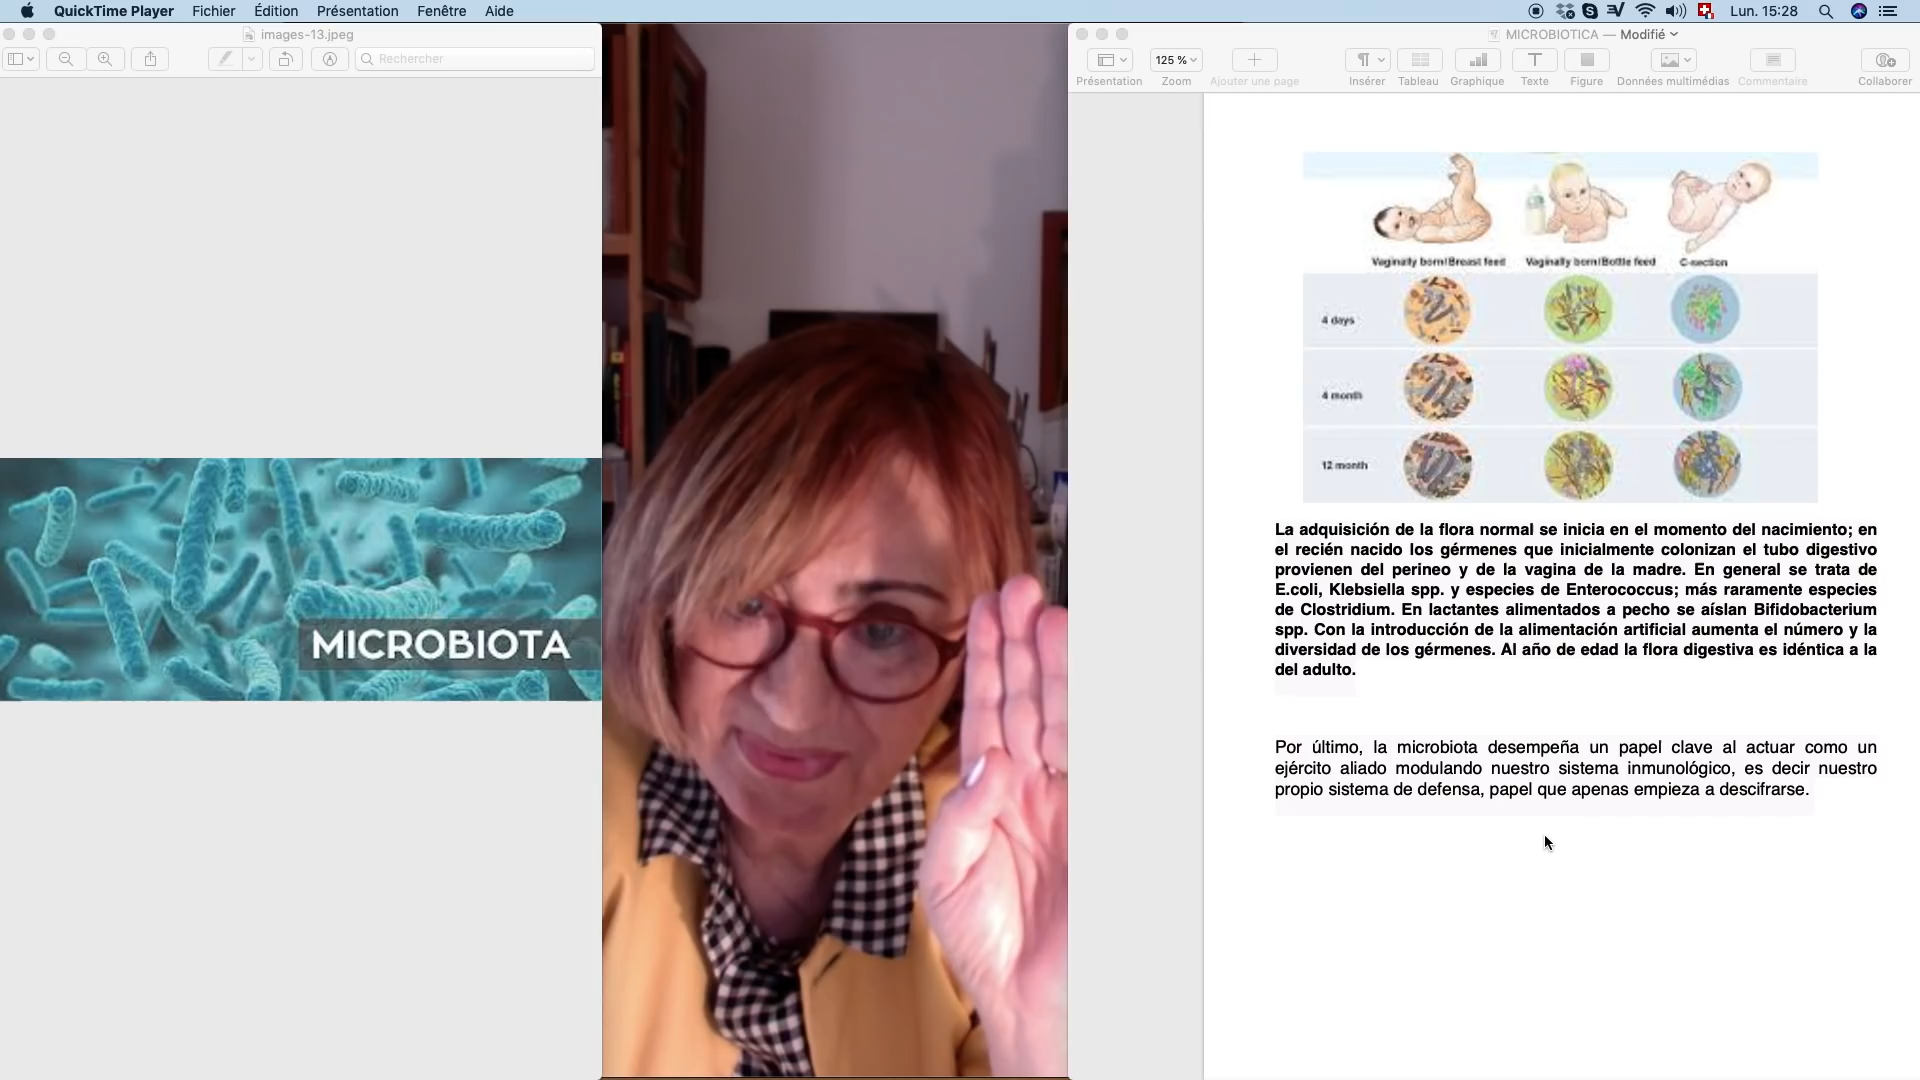 QuickTime Player Fichier Édition Présentation Fenêtre Aide Lun. 15:28
images-13.jpeg
Rechercher
MICROBIOTA
MICROBIOTICA — Modifié
125 %
Présentation Zoom Ajouter une page Insérer Tableau Graphique Texte Figure Données multimédias Commentaire Collaborer
Vaginally born/Breast feed Vaginally born/Bottle feed C-section
4 days
4 month
12 month
La adquisición de la flora normal se inicia en el momento del nacimiento; en
el recién nacido los gérmenes que inicialmente colonizan el tubo digestivo
provienen del perineo y de la vagina de la madre. En general se trata de
E.coli, Klebsiella spp. y especies de Enterococcus; más raramente especies
de Clostridium. En lactantes alimentados a pecho se aíslan Bifidobacterium
spp. Con la introducción de la alimentación artificial aumenta el número y la
diversidad de los gérmenes. Al año de edad la flora digestiva es idéntica a la
del adulto.
Por último, la microbiota desempeña un papel clave al actuar como un
ejército aliado modulando nuestro sistema inmunológico, es decir nuestro
propio sistema de defensa, papel que apenas empieza a descifrarse.